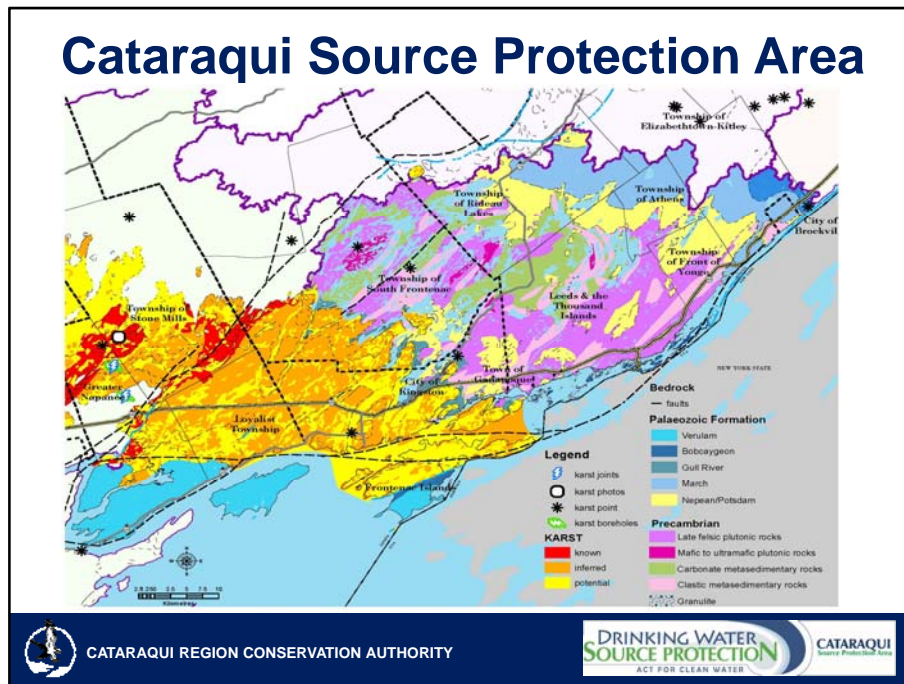 Cataraqui Source Protection Area
Township of
Elizabethtown-Kitley
Township
of Rideau
Lakes
Township
of Athens
City of
Brockvil
Township
of Front of
Yonge
Township of
South Frontenac
Leeds & the
Thousand
Islands
Township of
Stone Mills
Town of
Gananoque
City of
Kingston
Greater
Napanee
Loyalist
Township
Frontenac Islands
NEW YORK STATE
Legend
karst joints
karst photos
karst point
karst boreholes
KARST
known
inferred
potential
Bedrock
faults
Palaeozoic Formation
Verulam
Bobcaygeon
Gull River
March
Nepean/Potsdam
Precambrian
Late felsic plutonic rocks
Mafic to ultramafic plutonic rocks
Carbonate metasedimentary rocks
Clastic metasedimentary rocks
Granulite
Kilometres
CATARAQUI REGION CONSERVATION AUTHORITY
DRINKING WATER
SOURCE PROTECTION
ACT FOR CLEAN WATER
CATARAQUI
Source Protection Area